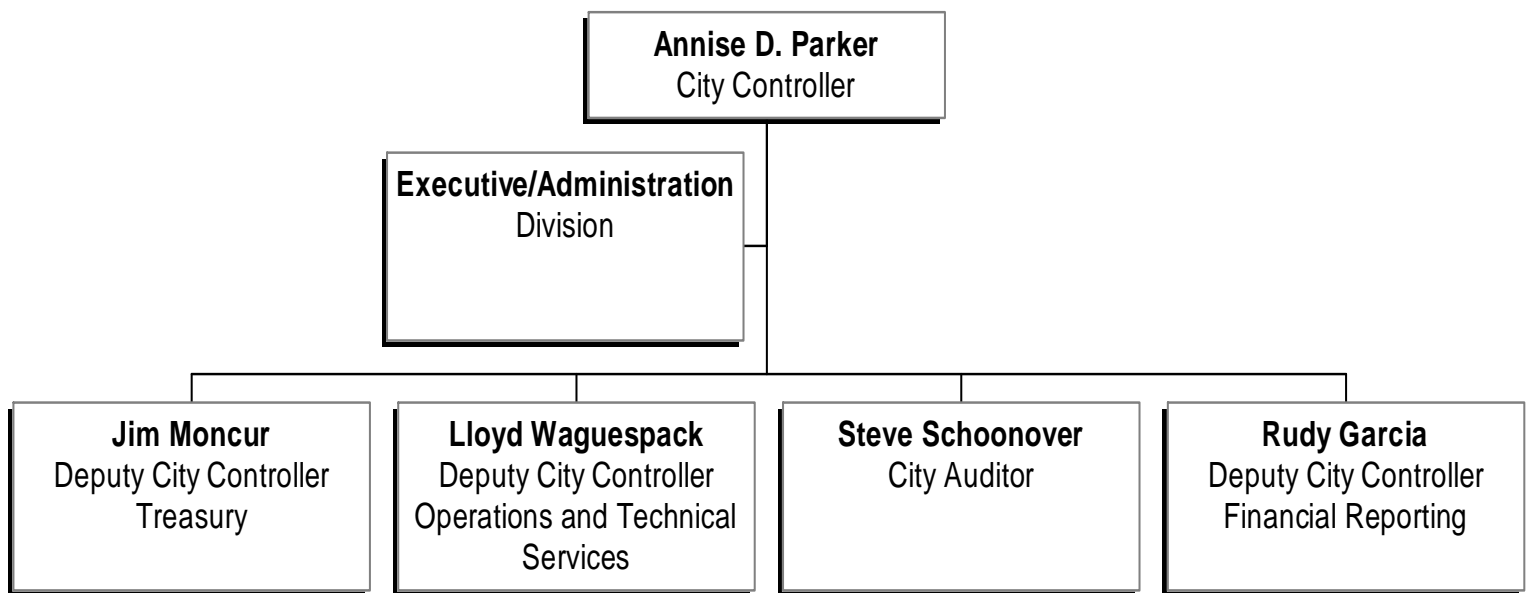 Annise D. Parker
City Controller
Executive/Administration
Division
Jim Moncur
Deputy City Controller
Treasury
Lloyd Waguespack
Deputy City Controller
Operations and Technical
Services
Steve Schoonover
City Auditor
Rudy Garcia
Deputy City Controller
Financial Reporting